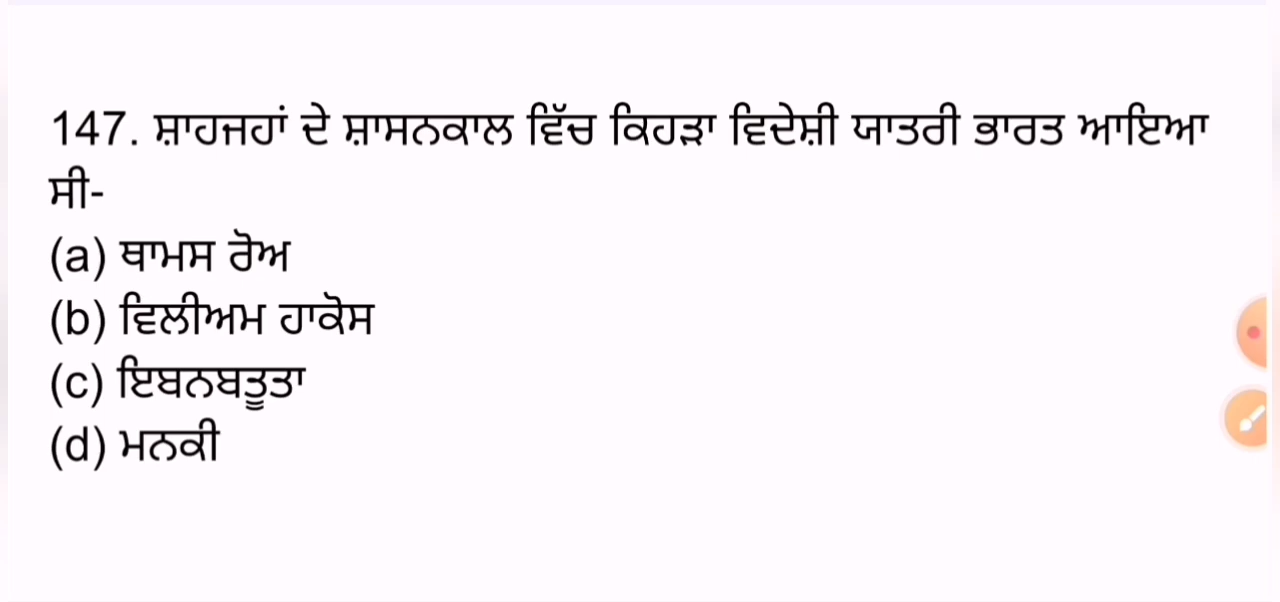 147. ਸ਼ਾਹਜਹਾਂ ਦੇ ਸ਼ਾਸਨਕਾਲ ਵਿੱਚ ਕਿਹੜਾ ਵਿਦੇਸ਼ੀ ਯਾਤਰੀ ਭਾਰਤ ਆਇਆ
ਸੀ-
(a) ਥਾਮਸ ਰੋਅ
(b) ਵਿਲੀਅਮ ਹਾਕੋਸ
(c) ਇਬਨਬਤੂਤਾ
(d) ਮਨਕੀ